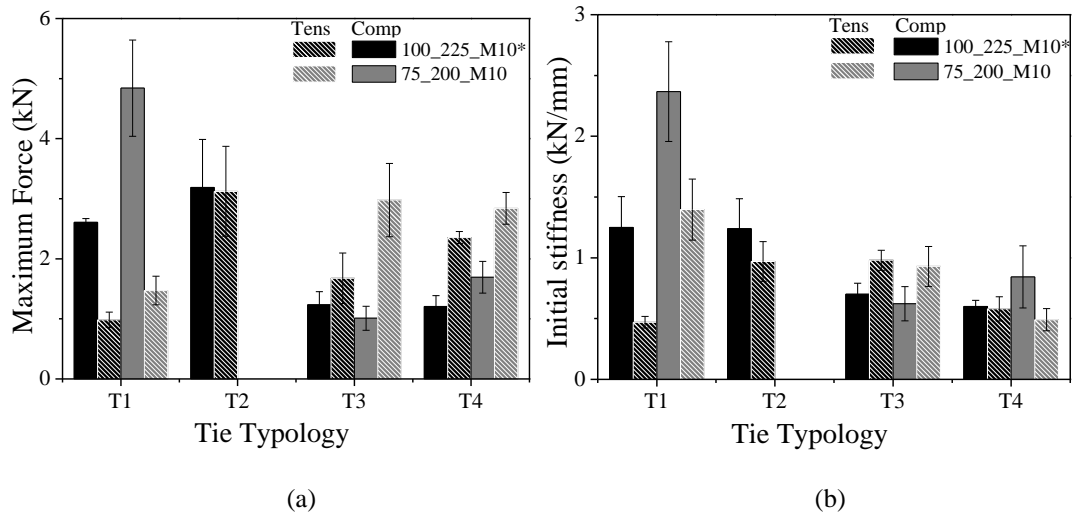 6
4
2
0
Maximum Force (kN)
Tens Comp
100_225_M10*
75_200_M10
T1 T2 T3 T4
Tie Typology
(a)
3
2
1
0
Initial stiffness (kN/mm)
Tens Comp
100_225_M10*
75_200_M10
T1 T2 T3 T4
Tie Typology
(b)